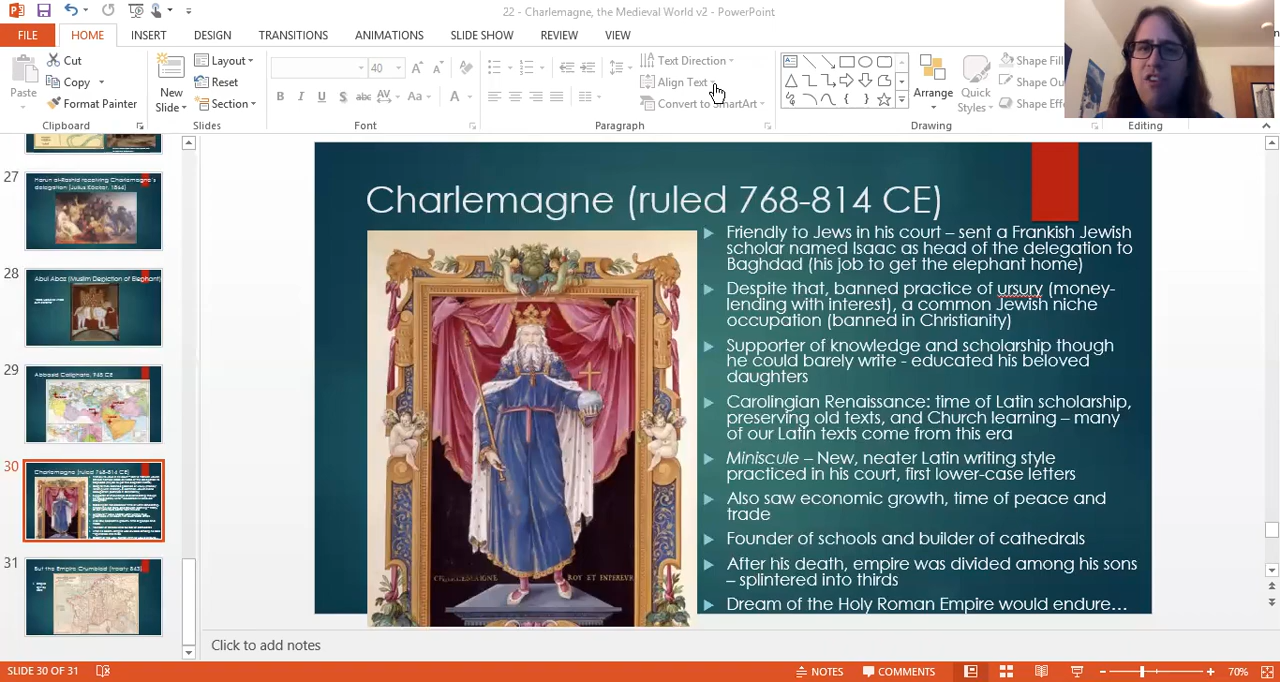 22 - Charlemagne, the Medieval World v2 - PowerPoint
FILE HOME INSERT DESIGN TRANSITIONS ANIMATIONS SLIDE SHOW REVIEW VIEW
Paste
Cut
Copy
Format Painter
Clipboard
New
Slide
Layout
Reset
Section
Slides
40
B I U S abc AV Aa A
Font
Text Direction
Align Text
Convert to SmartArt
Paragraph
Arrange
Quick
Styles
Shape Fill
Shape Ou
Shape Effe
Drawing
Editing
27
Harun al-Rashid receiving Charlemagne's
delegation (Julius Köckert, 1864)
28
Abul Abaz (Muslim Depiction of Elephant)
29
Abbasid Caliphate,
30
Charlemagne (ruled 768-814 CE)
31
But the Empire Crumbled (Treaty 843)
Charlemagne (ruled 768-814 CE)
CHARLEMAIGNE ROY ET EMPEREUR
Friendly to Jews in his court – sent a Frankish Jewish
scholar named Isaac as head of the delegation to
Baghdad (his job to get the elephant home)
Despite that, banned practice of ursury (money-
lending with interest), a common Jewish niche
occupation (banned in Christianity)
Supporter of knowledge and scholarship though
he could barely write - educated his beloved
daughters
Carolingian Renaissance: time of Latin scholarship,
preserving old texts, and Church learning – many
of our Latin texts come from this era
Miniscule – New, neater Latin writing style
practiced in his court, first lower-case letters
Also saw economic growth, time of peace and
trade
Founder of schools and builder of cathedrals
After his death, empire was divided among his sons
– splintered into thirds
Dream of the Holy Roman Empire would endure…
Click to add notes
SLIDE 30 OF 31
NOTES COMMENTS 70%